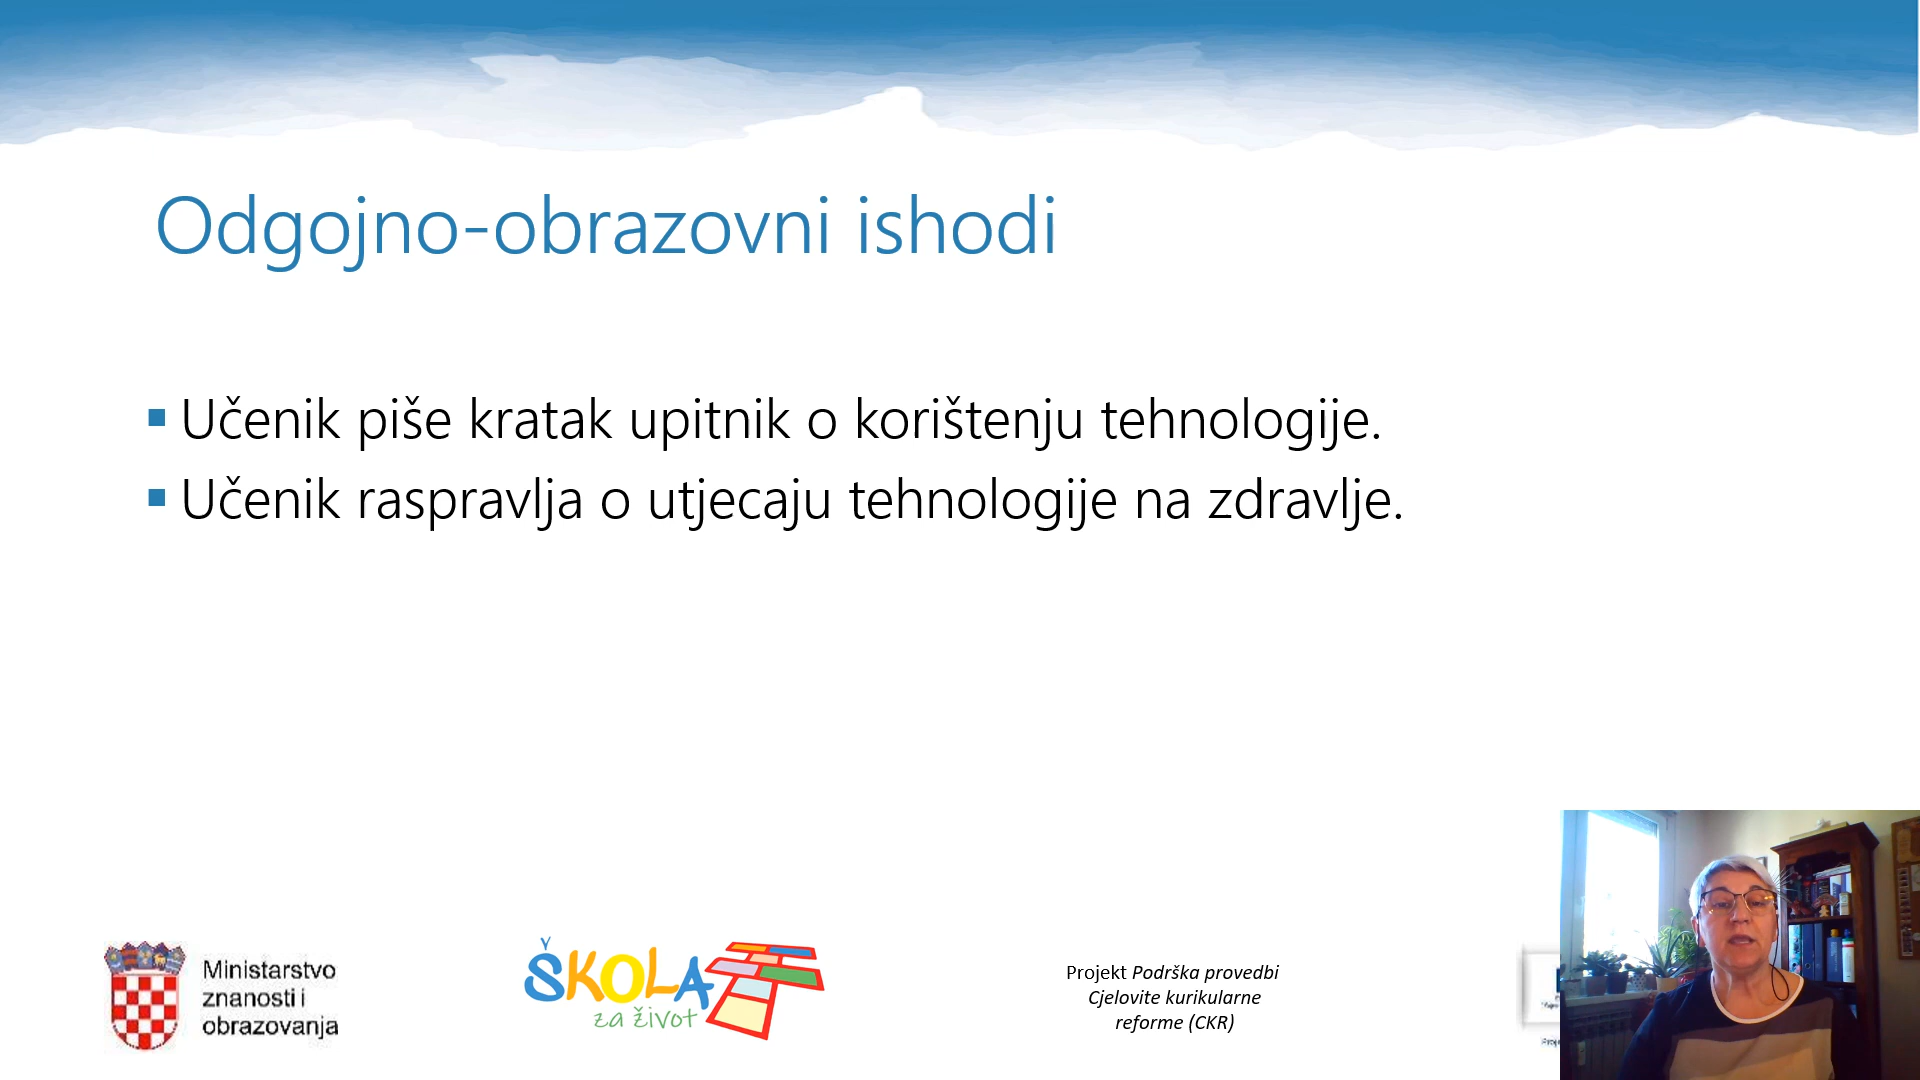 Odgojno-obrazovni ishodi
Učenik piše kratak upitnik o korištenju tehnologije.
Učenik raspravlja o utjecaju tehnologije na zdravlje.
Ministarstvo
znanosti i
obrazovanja
ŠKOLA
za život
Projekt Podrška provedbi
Cjelovite kurikularne
reforme (CKR)